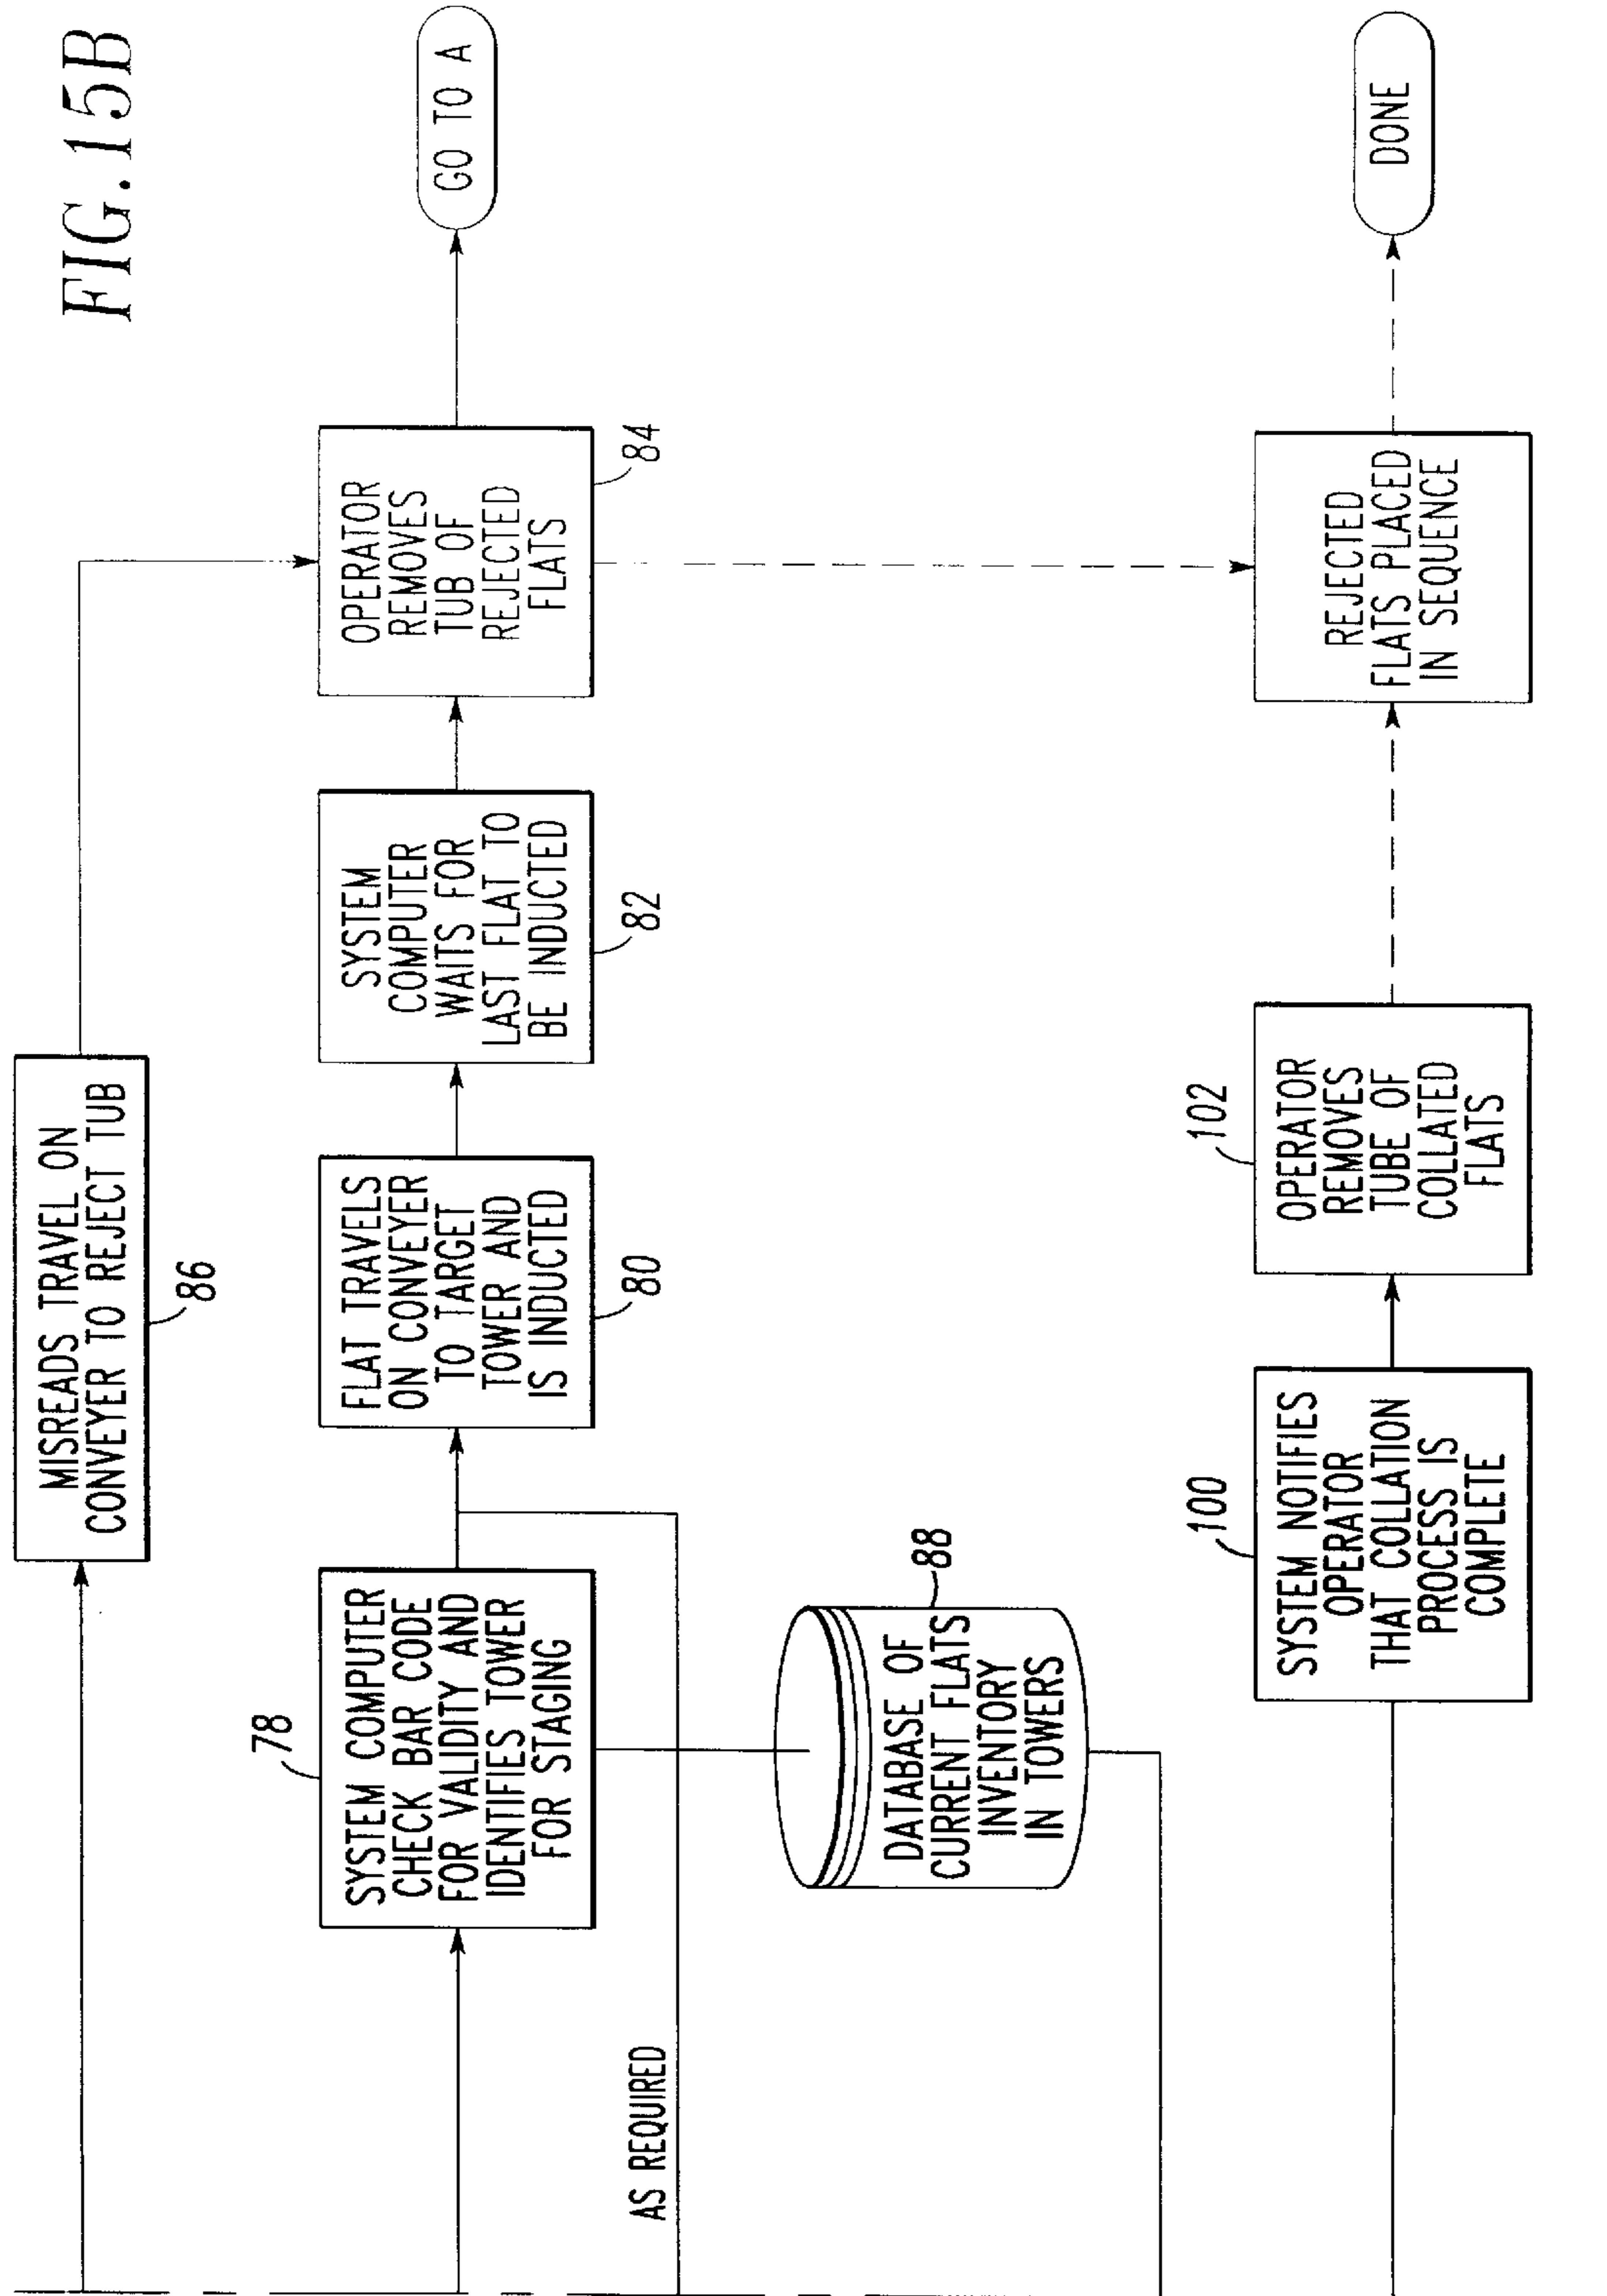 FIG. 15B
MISREADS TRAVEL ON
CONVEYER TO REJECT TUB
86
78
SYSTEM COMPUTER
CHECK BAR CODE
FOR VALIDITY AND
IDENTIFIES TOWER
FOR STAGING
FLAT TRAVELS
ON CONVEYER
TO TARGET
TOWER AND
IS INDUCTED
80
SYSTEM
COMPUTER
WAITS FOR
LAST FLAT TO
BE INDUCTED
82
OPERATOR
REMOVES
TUB OF
REJECTED
FLATS
84
GO TO A
AS REQUIRED
DATABASE OF
CURRENT FLATS
INVENTORY
IN TOWERS
88
100
SYSTEM NOTIFIES
OPERATOR
THAT COLLATION
PROCESS IS
COMPLETE
102
OPERATOR
REMOVES
TUBE OF
COLLATED
FLATS
REJECTED
FLATS PLACED
IN SEQUENCE
DONE